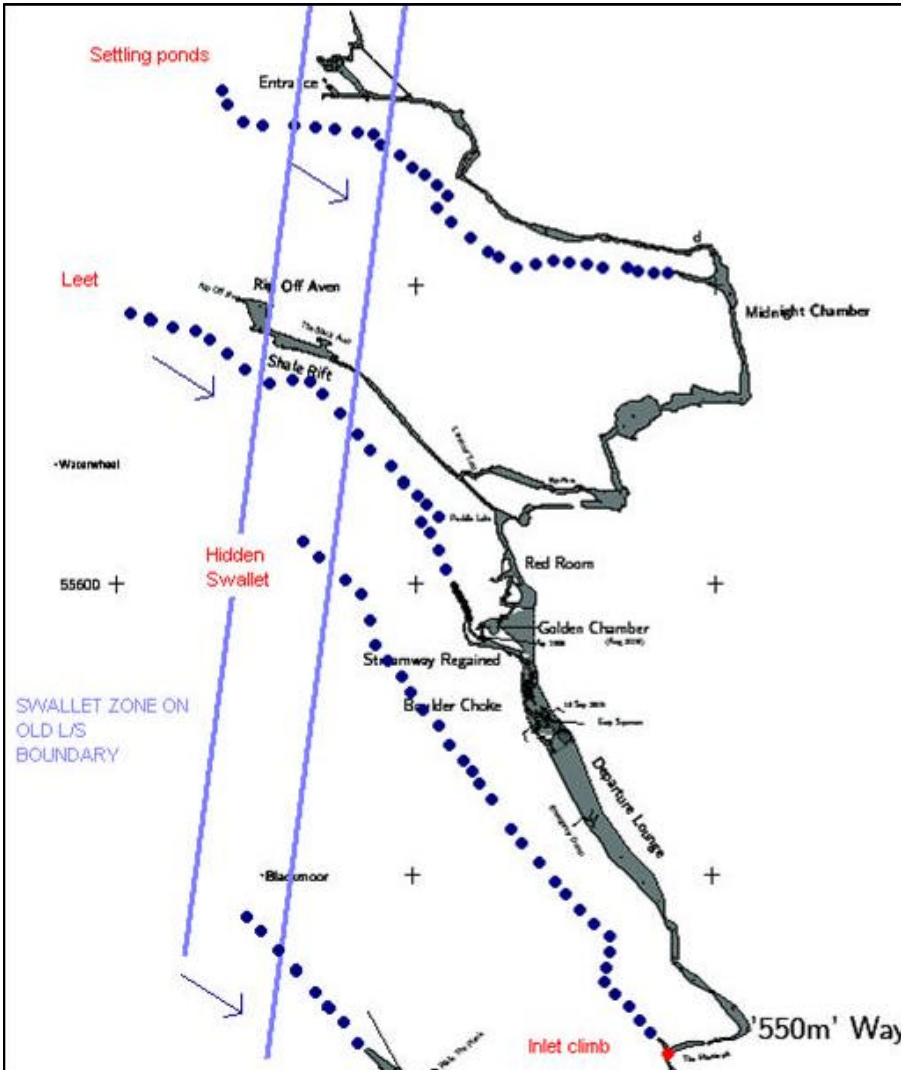 Settling ponds
Entrance
d
Leet
Rip Off Aven
Midnight Chamber
Shale Rift
Waterwheel
Puddle Lake
Red Room
Hidden
Swallet
55600
Golden Chamber
Streamway Regained
Boulder Choke
SWALLET ZONE ON
OLD L/S
BOUNDARY
Departure Lounge
Blackmoor
'550m' Way
Inlet climb